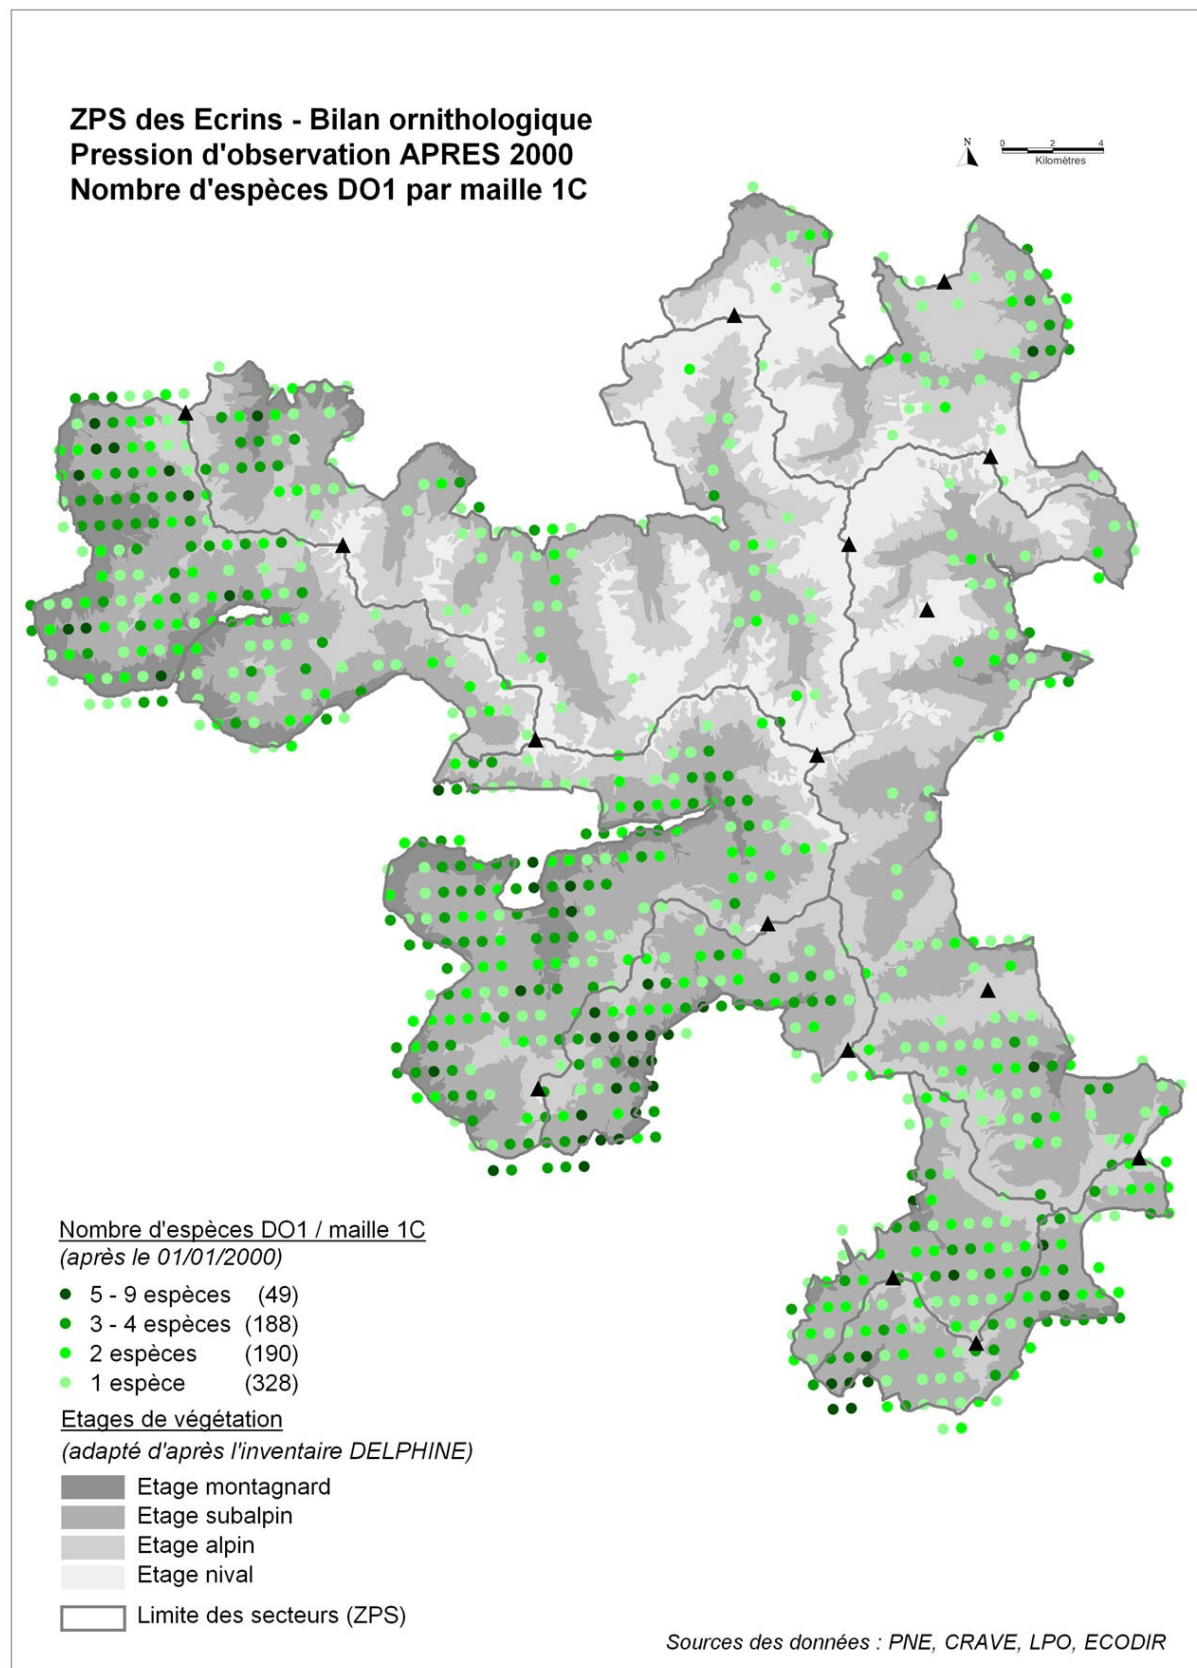 ZPS des Ecrins - Bilan ornithologique
Pression d'observation APRES 2000
Nombre d'espèces DO1 par maille 1C
N
0 2 4
Kilomètres
Nombre d'espèces DO1 / maille 1C
(après le 01/01/2000)
5 - 9 espèces (49)
3 - 4 espèces (188)
2 espèces (190)
1 espèce (328)
Etages de végétation
(adapté d'après l'inventaire DELPHINE)
Etage montagnard
Etage subalpin
Etage alpin
Etage nival
Limite des secteurs (ZPS)
Sources des données : PNE, CRAVE, LPO, ECODIR